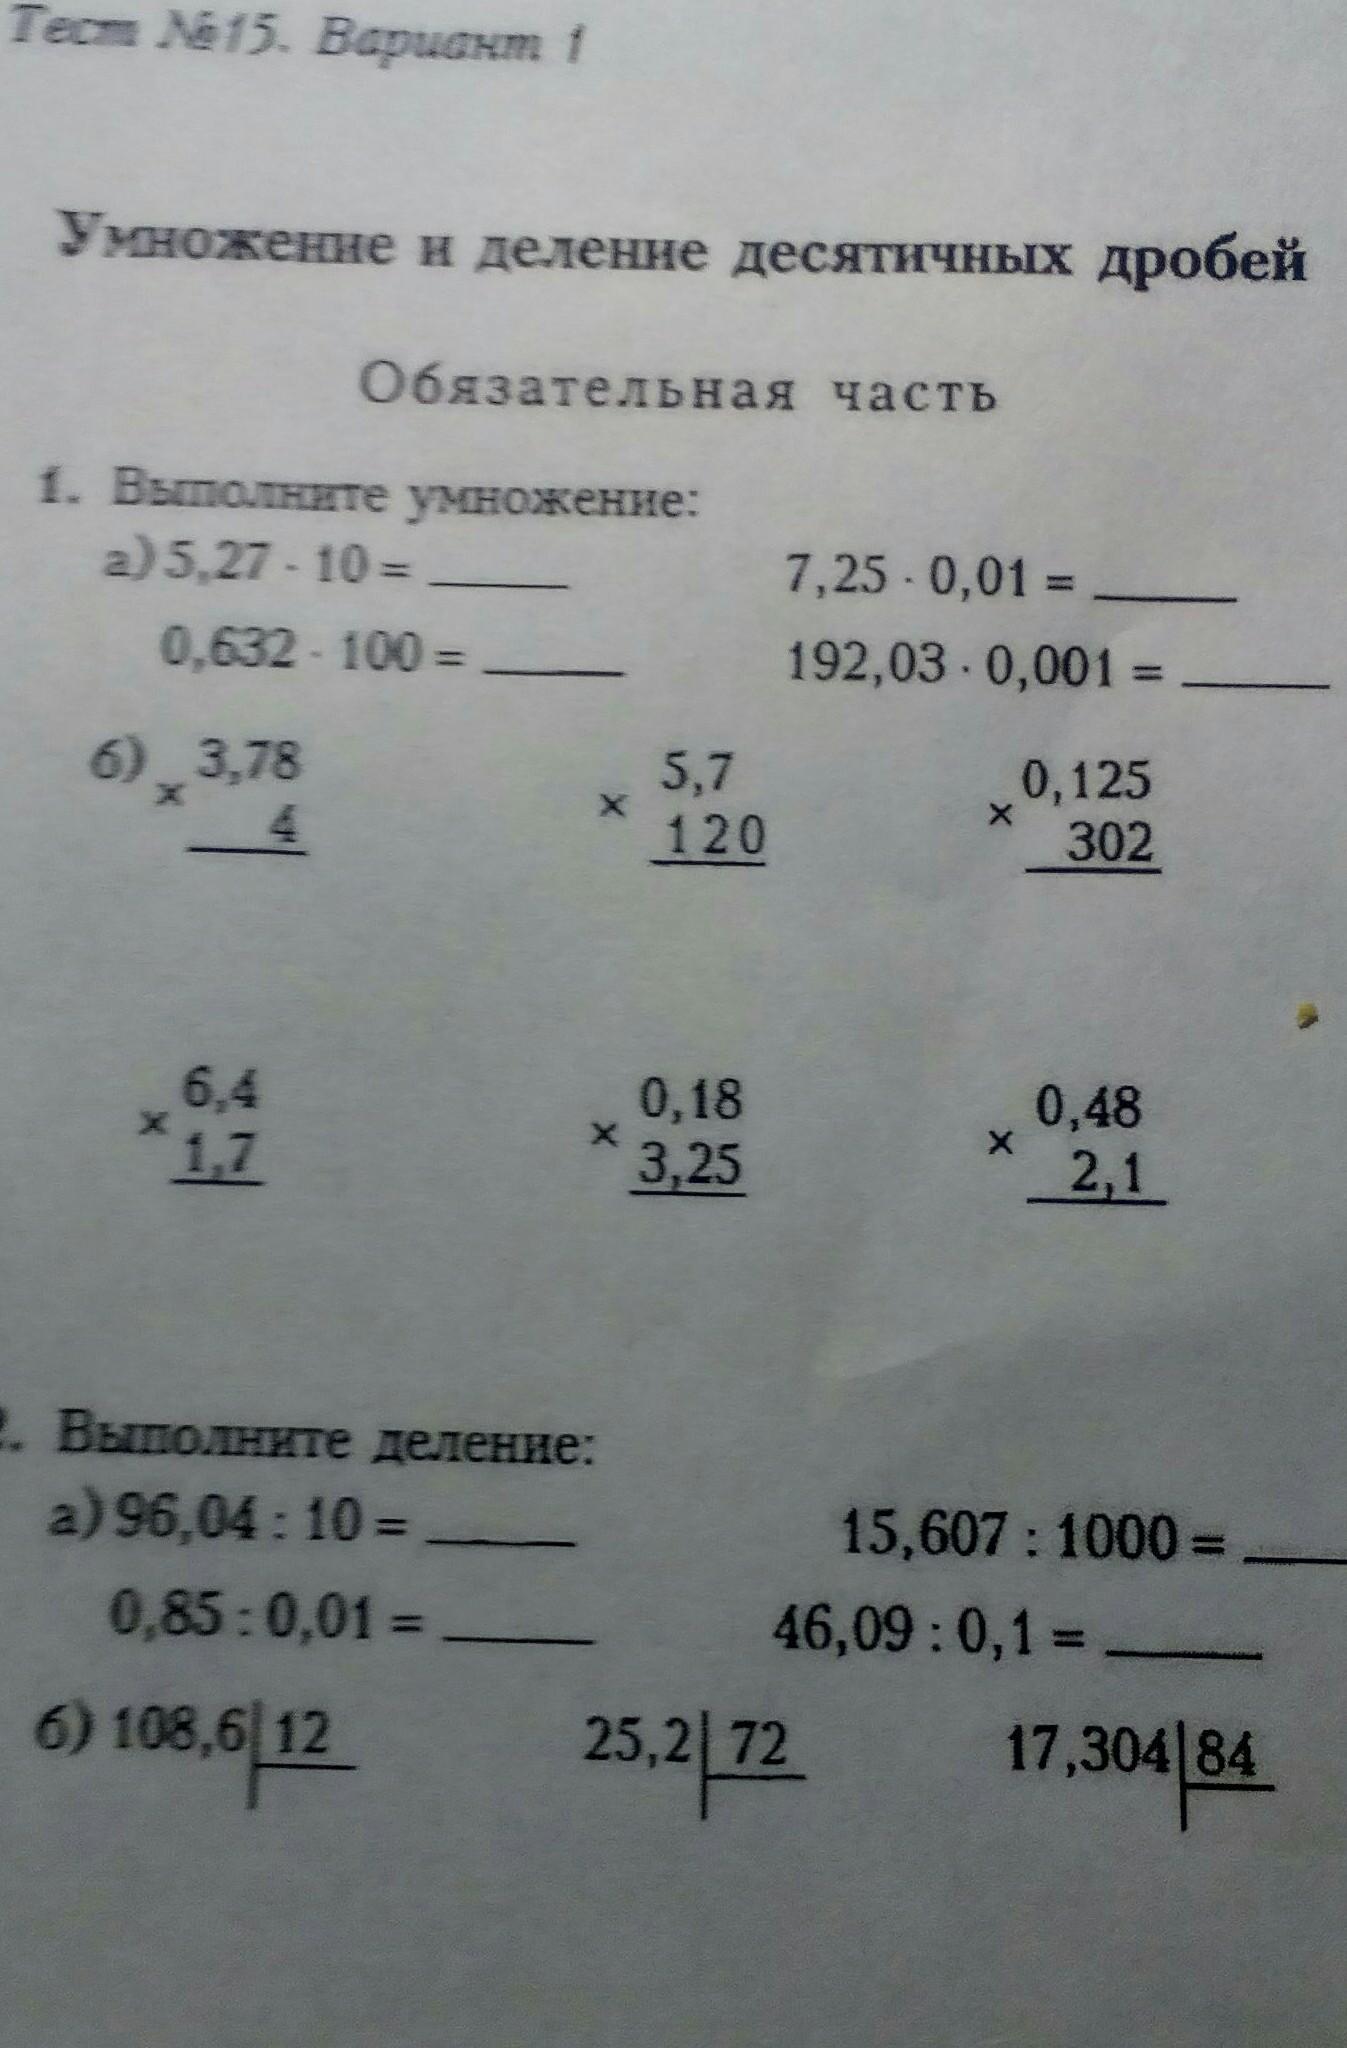 Тест №15. Вариант 1
Умножение и деление десятичных дробей
Обязательная часть
1. Выполните умножение:
а) 5,27 · 10 = _____ 7,25 · 0,01 = _____
0,632 · 100 = _____ 192,03 · 0,001 = _____
б) × 3,78 × 5,7 × 0,125
4 120 302
× 6,4 × 0,18 × 0,48
1,7 3,25 2,1
2. Выполните деление:
а) 96,04 : 10 = _____ 15,607 : 1000 = _____
0,85 : 0,01 = _____ 46,09 : 0,1 = _____
б) 108,6 | 12 25,2 | 72 17,304 | 84